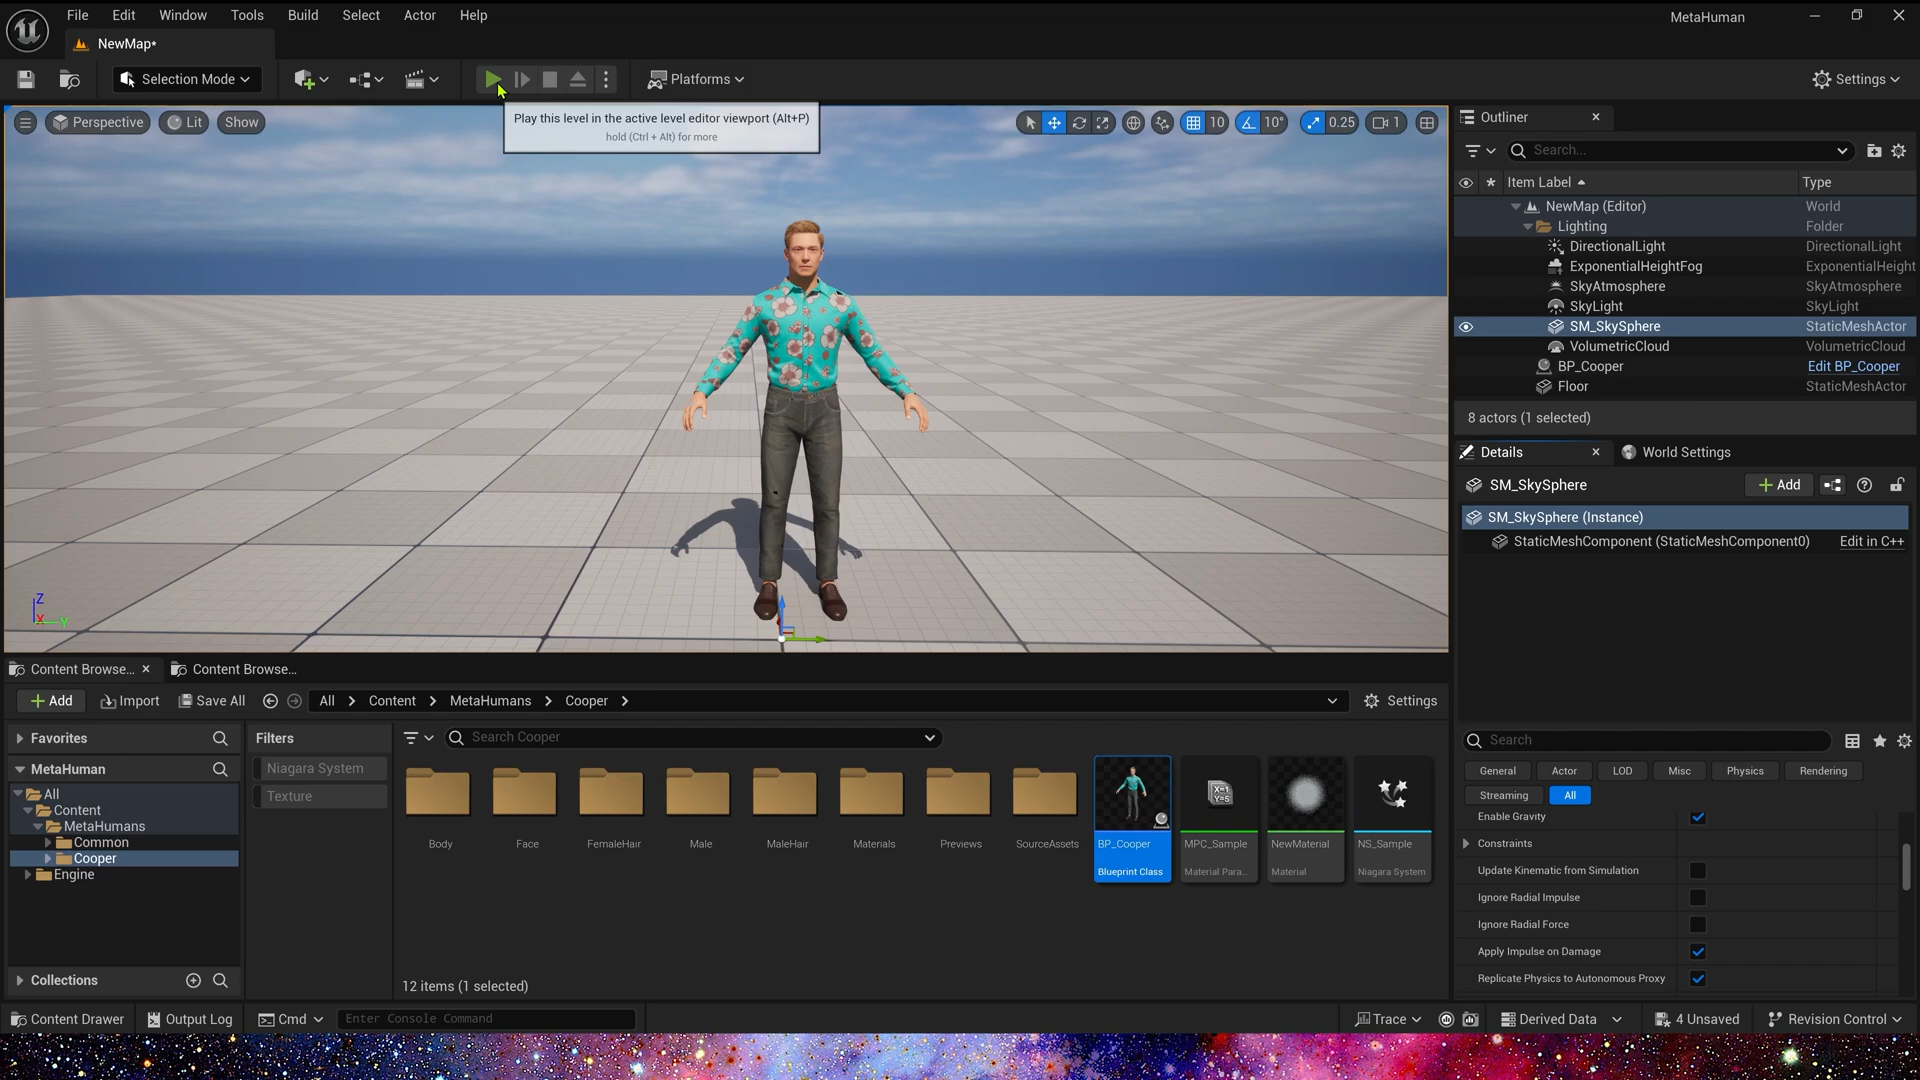 File Edit Window Tools Build Select Actor Help
MetaHuman
NewMap*
Selection Mode
Platforms
Settings
Perspective
Lit
Show
Play this level in the active level editor viewport (Alt+P)
hold (Ctrl + Alt) for more
10
10°
0.25
1
Z
X
Y
Outliner
Search...
Item Label
Type
NewMap (Editor) World
Lighting Folder
DirectionalLight DirectionalLight
ExponentialHeightFog ExponentialHeight
SkyAtmosphere SkyAtmosphere
SkyLight SkyLight
SM_SkySphere StaticMeshActor
VolumetricCloud VolumetricCloud
BP_Cooper Edit BP_Cooper
Floor StaticMeshActor
8 actors (1 selected)
Details
World Settings
SM_SkySphere
Add
SM_SkySphere (Instance)
StaticMeshComponent (StaticMeshComponent0) Edit in C++
Search
General Actor LOD Misc Physics Rendering
Streaming All
Enable Gravity
Constraints
Update Kinematic from Simulation
Ignore Radial Impulse
Ignore Radial Force
Apply Impulse on Damage
Replicate Physics to Autonomous Proxy
Content Browse...
Content Browse...
Add
Import
Save All
All > Content > MetaHumans > Cooper >
Settings
Favorites
MetaHuman
All
Content
MetaHumans
Common
Cooper
Engine
Collections
Filters
Niagara System
Texture
Search Cooper
Body
Face
FemaleHair
Male
MaleHair
Materials
Previews
SourceAssets
BP_Cooper
Blueprint Class
X=1
Y=5
MPC_Sample
Material Para...
NewMaterial
Material
NS_Sample
Niagara System
12 items (1 selected)
Content Drawer
Output Log
Cmd
Enter Console Command
Trace
Derived Data
4 Unsaved
Revision Control